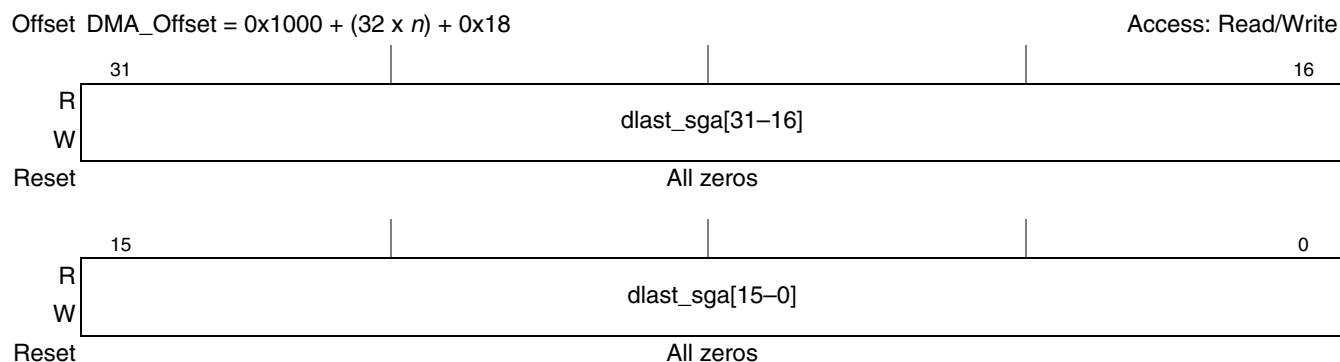 Offset DMA_Offset = 0x1000 + (32 x n) + 0x18 Access: Read/Write
31 16
R
dlast_sga[31–16]
W
Reset All zeros
15 0
R
dlast_sga[15–0]
W
Reset All zeros